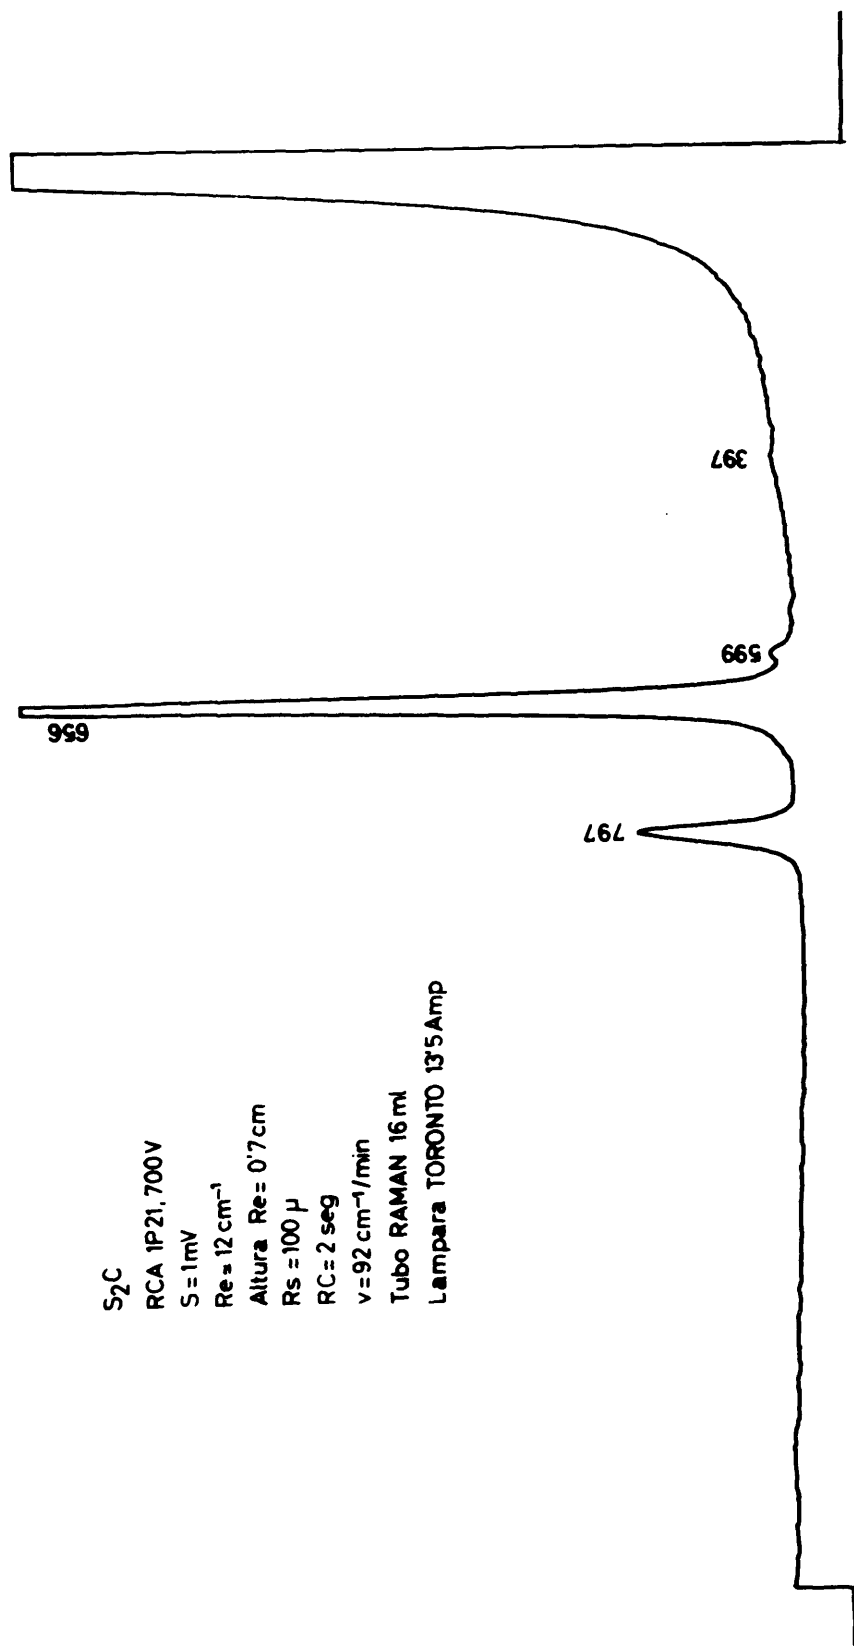 S₂C
RCA 1P21, 700V
S = 1mV
Re = 12 cm⁻¹
Altura Re = 0'7cm
Rs = 100 μ
RC = 2 seg
v = 92 cm⁻¹/min
Tubo RAMAN 16 ml
Lampara TORONTO 13'5 Amp
797
656
599
397